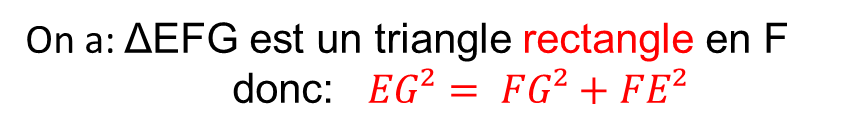 On a: ΔEFG est un triangle rectangle en F
donc: EG² = FG² + FE²